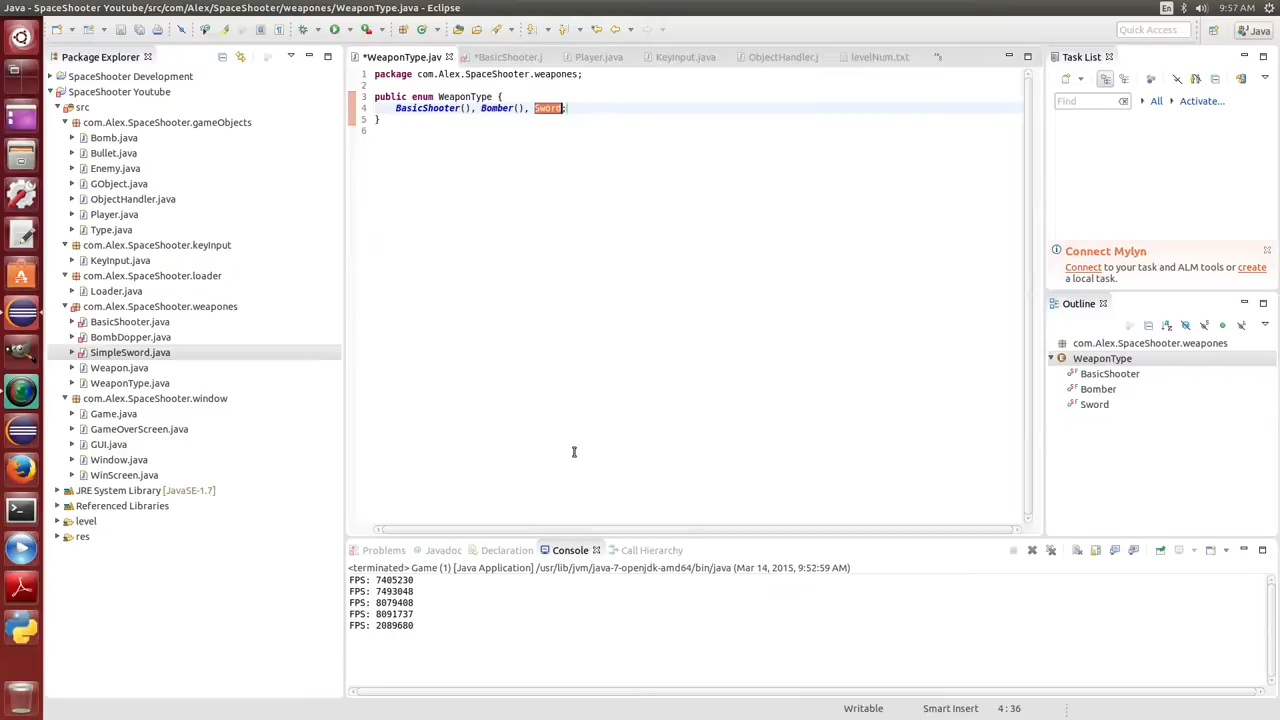 Java - SpaceShooter Youtube/src/com/Alex/SpaceShooter/weapones/WeaponType.java - Eclipse
En
9:57 AM
Quick Access
Java
Package Explorer
SpaceShooter Development
SpaceShooter Youtube
src
com.Alex.SpaceShooter.gameObjects
Bomb.java
Bullet.java
Enemy.java
GObject.java
ObjectHandler.java
Player.java
Type.java
com.Alex.SpaceShooter.keyInput
KeyInput.java
com.Alex.SpaceShooter.loader
Loader.java
com.Alex.SpaceShooter.weapones
BasicShooter.java
BombDopper.java
SimpleSword.java
Weapon.java
WeaponType.java
com.Alex.SpaceShooter.window
Game.java
GameOverScreen.java
GUI.java
Window.java
WinScreen.java
JRE System Library [JavaSE-1.7]
Referenced Libraries
level
res
*WeaponType.jav
*BasicShooter.j
Player.java
KeyInput.java
ObjectHandler.j
levelNum.txt
1 package com.Alex.SpaceShooter.weapones;
2
3 public enum WeaponType {
4 BasicShooter(), Bomber(), Sword;
5 }
6
Task List
Find
All
Activate...
Connect Mylyn
Connect to your task and ALM tools or create a local task.
Outline
com.Alex.SpaceShooter.weapones
WeaponType
BasicShooter
Bomber
Sword
Problems
Javadoc
Declaration
Console
Call Hierarchy
<terminated> Game (1) [Java Application] /usr/lib/jvm/java-7-openjdk-amd64/bin/java (Mar 14, 2015, 9:52:59 AM)
FPS: 7405230
FPS: 7493048
FPS: 8079408
FPS: 8091737
FPS: 2089680
Writable
Smart Insert
4 : 36